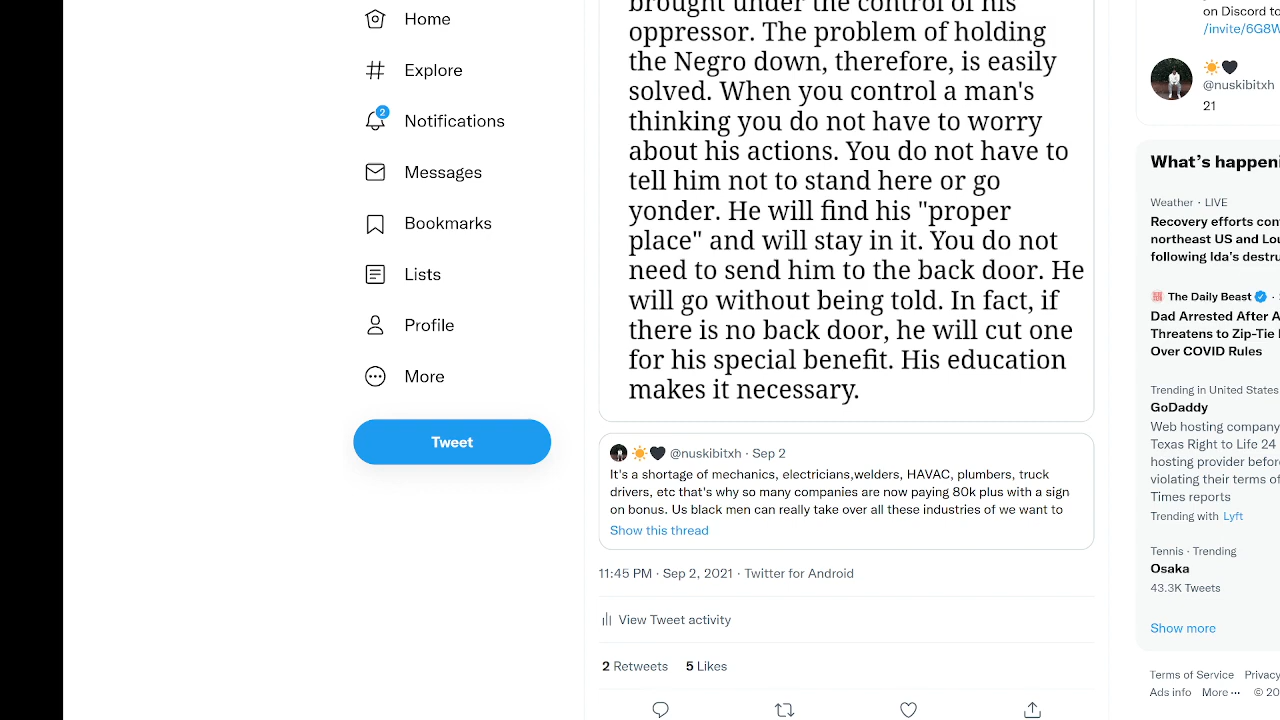 Home
Explore
2
Notifications
Messages
Bookmarks
Lists
Profile
More
Tweet
brought under the control of his
oppressor. The problem of holding
the Negro down, therefore, is easily
solved. When you control a man's
thinking you do not have to worry
about his actions. You do not have to
tell him not to stand here or go
yonder. He will find his "proper
place" and will stay in it. You do not
need to send him to the back door. He
will go without being told. In fact, if
there is no back door, he will cut one
for his special benefit. His education
makes it necessary.
@nuskibitxh · Sep 2
It's a shortage of mechanics, electricians,welders, HAVAC, plumbers, truck
drivers, etc that's why so many companies are now paying 80k plus with a sign
on bonus. Us black men can really take over all these industries of we want to
Show this thread
11:45 PM · Sep 2, 2021 · Twitter for Android
View Tweet activity
2 Retweets 5 Likes
on Discord to
/invite/6G8W
@nuskibitxh
21
What's happeni
Weather · LIVE
Recovery efforts con
northeast US and Lou
following Ida's destru
The Daily Beast ·
Dad Arrested After A
Threatens to Zip-Tie
Over COVID Rules
Trending in United States
GoDaddy
Web hosting company
Texas Right to Life 24
hosting provider befor
violating their terms of
Times reports
Trending with Lyft
Tennis · Trending
Osaka
43.3K Tweets
Show more
Terms of Service Privacy
Ads info More ··· © 20